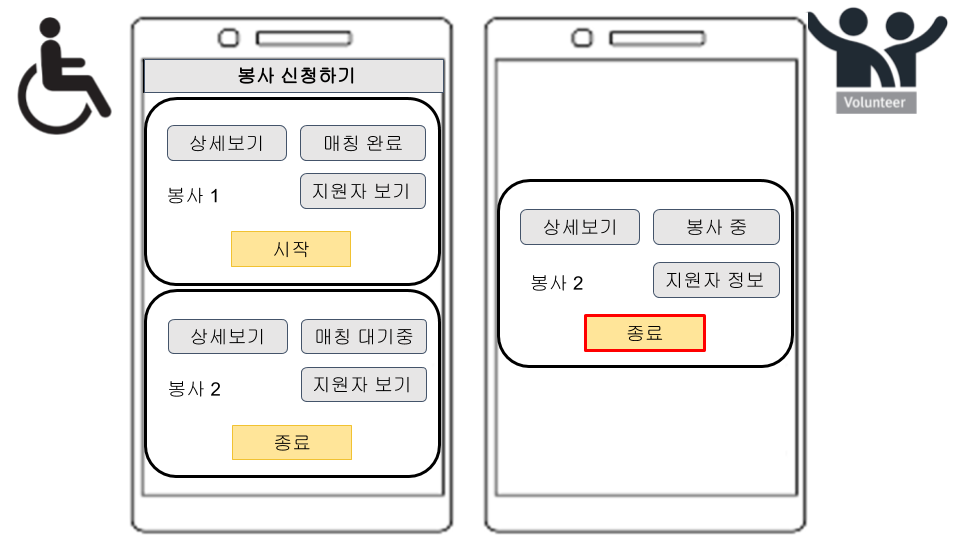 봉사 신청하기
상세보기
매칭 완료
봉사 1
지원자 보기
시작
상세보기
매칭 대기중
봉사 2
지원자 보기
종료
상세보기
봉사 중
봉사 2
지원자 정보
종료
Volunteer